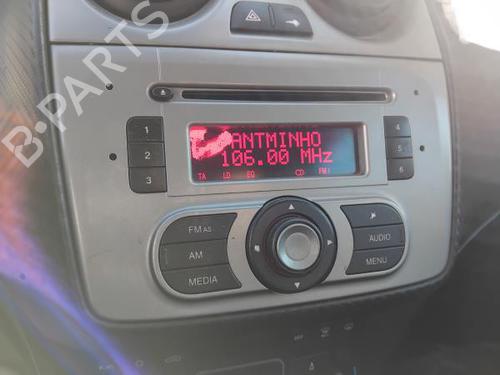 B-PARTS
ANTMINHO
106.00 MHz
TA LD EQ CD FM1
1
2
3
4
5
6
FM AS
AM
MEDIA
AUDIO
MENU